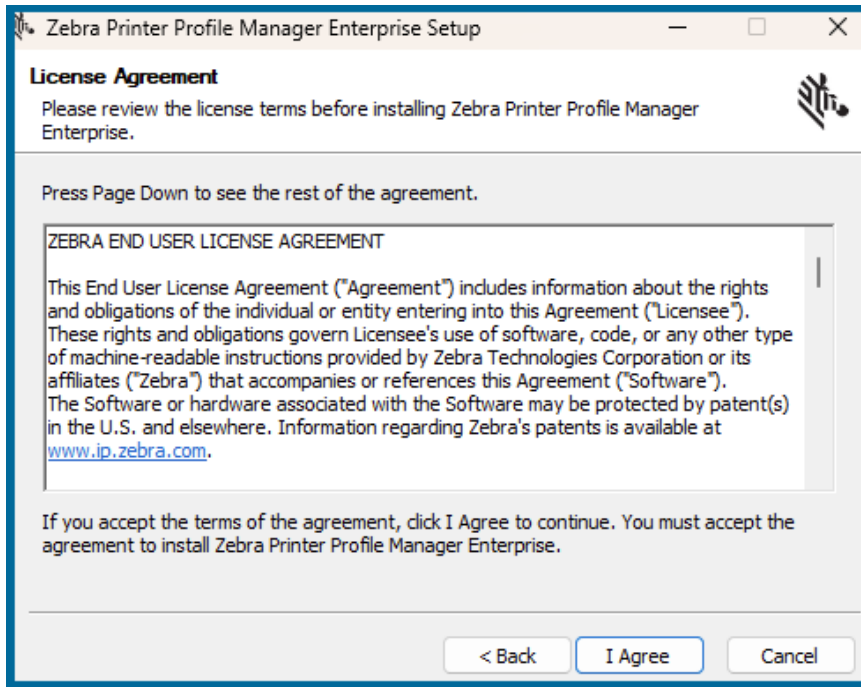 Zebra Printer Profile Manager Enterprise Setup
License Agreement
Please review the license terms before installing Zebra Printer Profile Manager
Enterprise.
Press Page Down to see the rest of the agreement.
ZEBRA END USER LICENSE AGREEMENT
This End User License Agreement ("Agreement") includes information about the rights
and obligations of the individual or entity entering into this Agreement ("Licensee").
These rights and obligations govern Licensee's use of software, code, or any other type
of machine-readable instructions provided by Zebra Technologies Corporation or its
affiliates ("Zebra") that accompanies or references this Agreement ("Software").
The Software or hardware associated with the Software may be protected by patent(s)
in the U.S. and elsewhere. Information regarding Zebra's patents is available at
www.ip.zebra.com.
If you accept the terms of the agreement, click I Agree to continue. You must accept the
agreement to install Zebra Printer Profile Manager Enterprise.
< Back I Agree Cancel